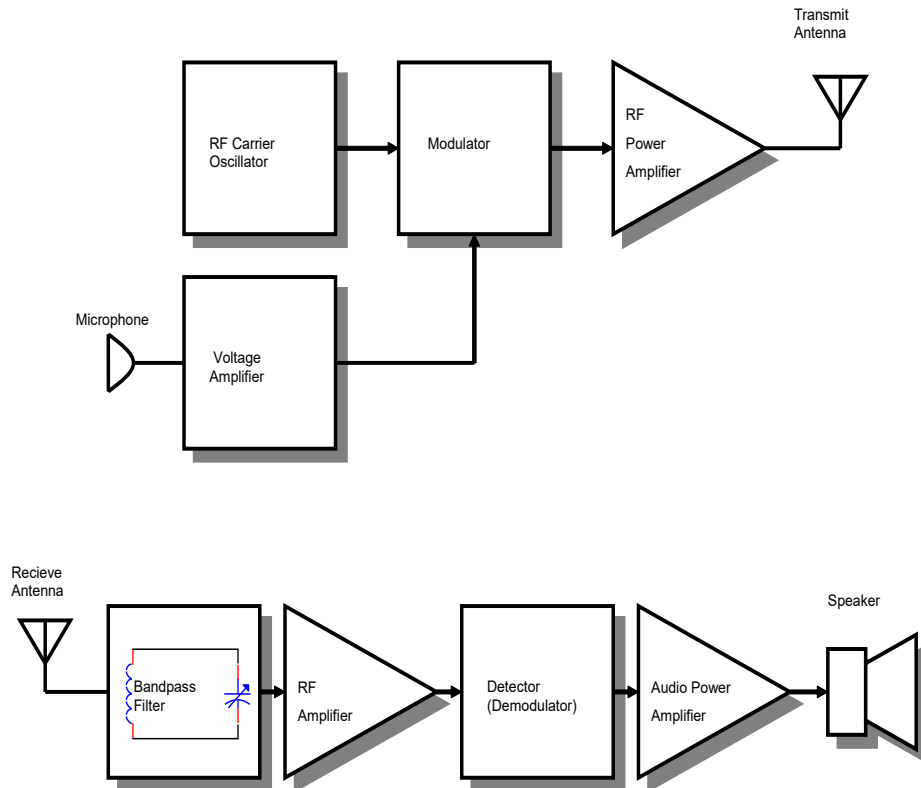 Transmit
Antenna
RF Carrier
Oscillator
Modulator
RF
Power
Amplifier
Microphone
Voltage
Amplifier
Recieve
Antenna
Bandpass
Filter
RF
Amplifier
Detector
(Demodulator)
Audio Power
Amplifier
Speaker